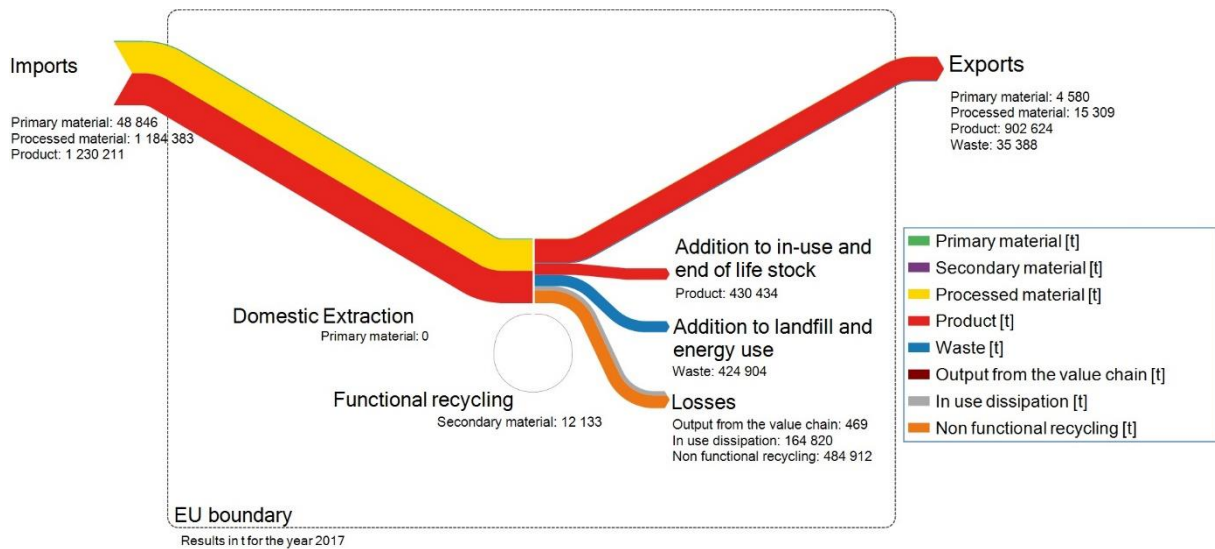 Imports
Primary material: 48 846
Processed material: 1 184 383
Product: 1 230 211
Exports
Primary material: 4 580
Processed material: 15 309
Product: 902 624
Waste: 35 388
Addition to in-use and
end of life stock
Product: 430 434
Domestic Extraction
Primary material: 0
Addition to landfill and
energy use
Waste: 424 904
Functional recycling
Secondary material: 12 133
Losses
Output from the value chain: 469
In use dissipation: 164 820
Non functional recycling: 484 912
Primary material [t]
Secondary material [t]
Processed material [t]
Product [t]
Waste [t]
Output from the value chain [t]
In use dissipation [t]
Non functional recycling [t]
EU boundary
Results in t for the year 2017